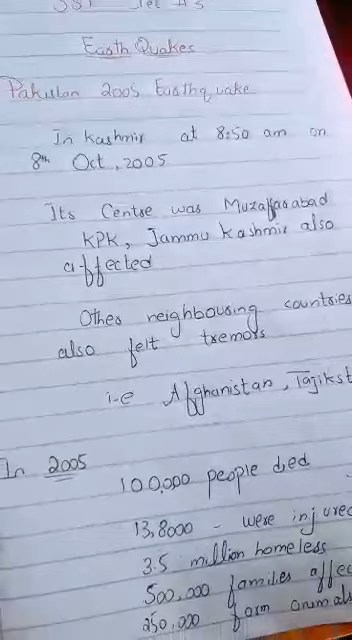 Earth Quakes
Pakistan 2005 Earthquake
In Kashmir at 8:50 am on
8th Oct, 2005
Its Centre was Muzaffarabad
KPK, Jammu Kashmir also
affected
Other neighbouring countries
also felt tremors
i-e Afghanistan, Tajikist
In 2005
100,000 people died
13,8000 - were injured
3.5 million homeless
500,000 families affec
250,000 farm animals